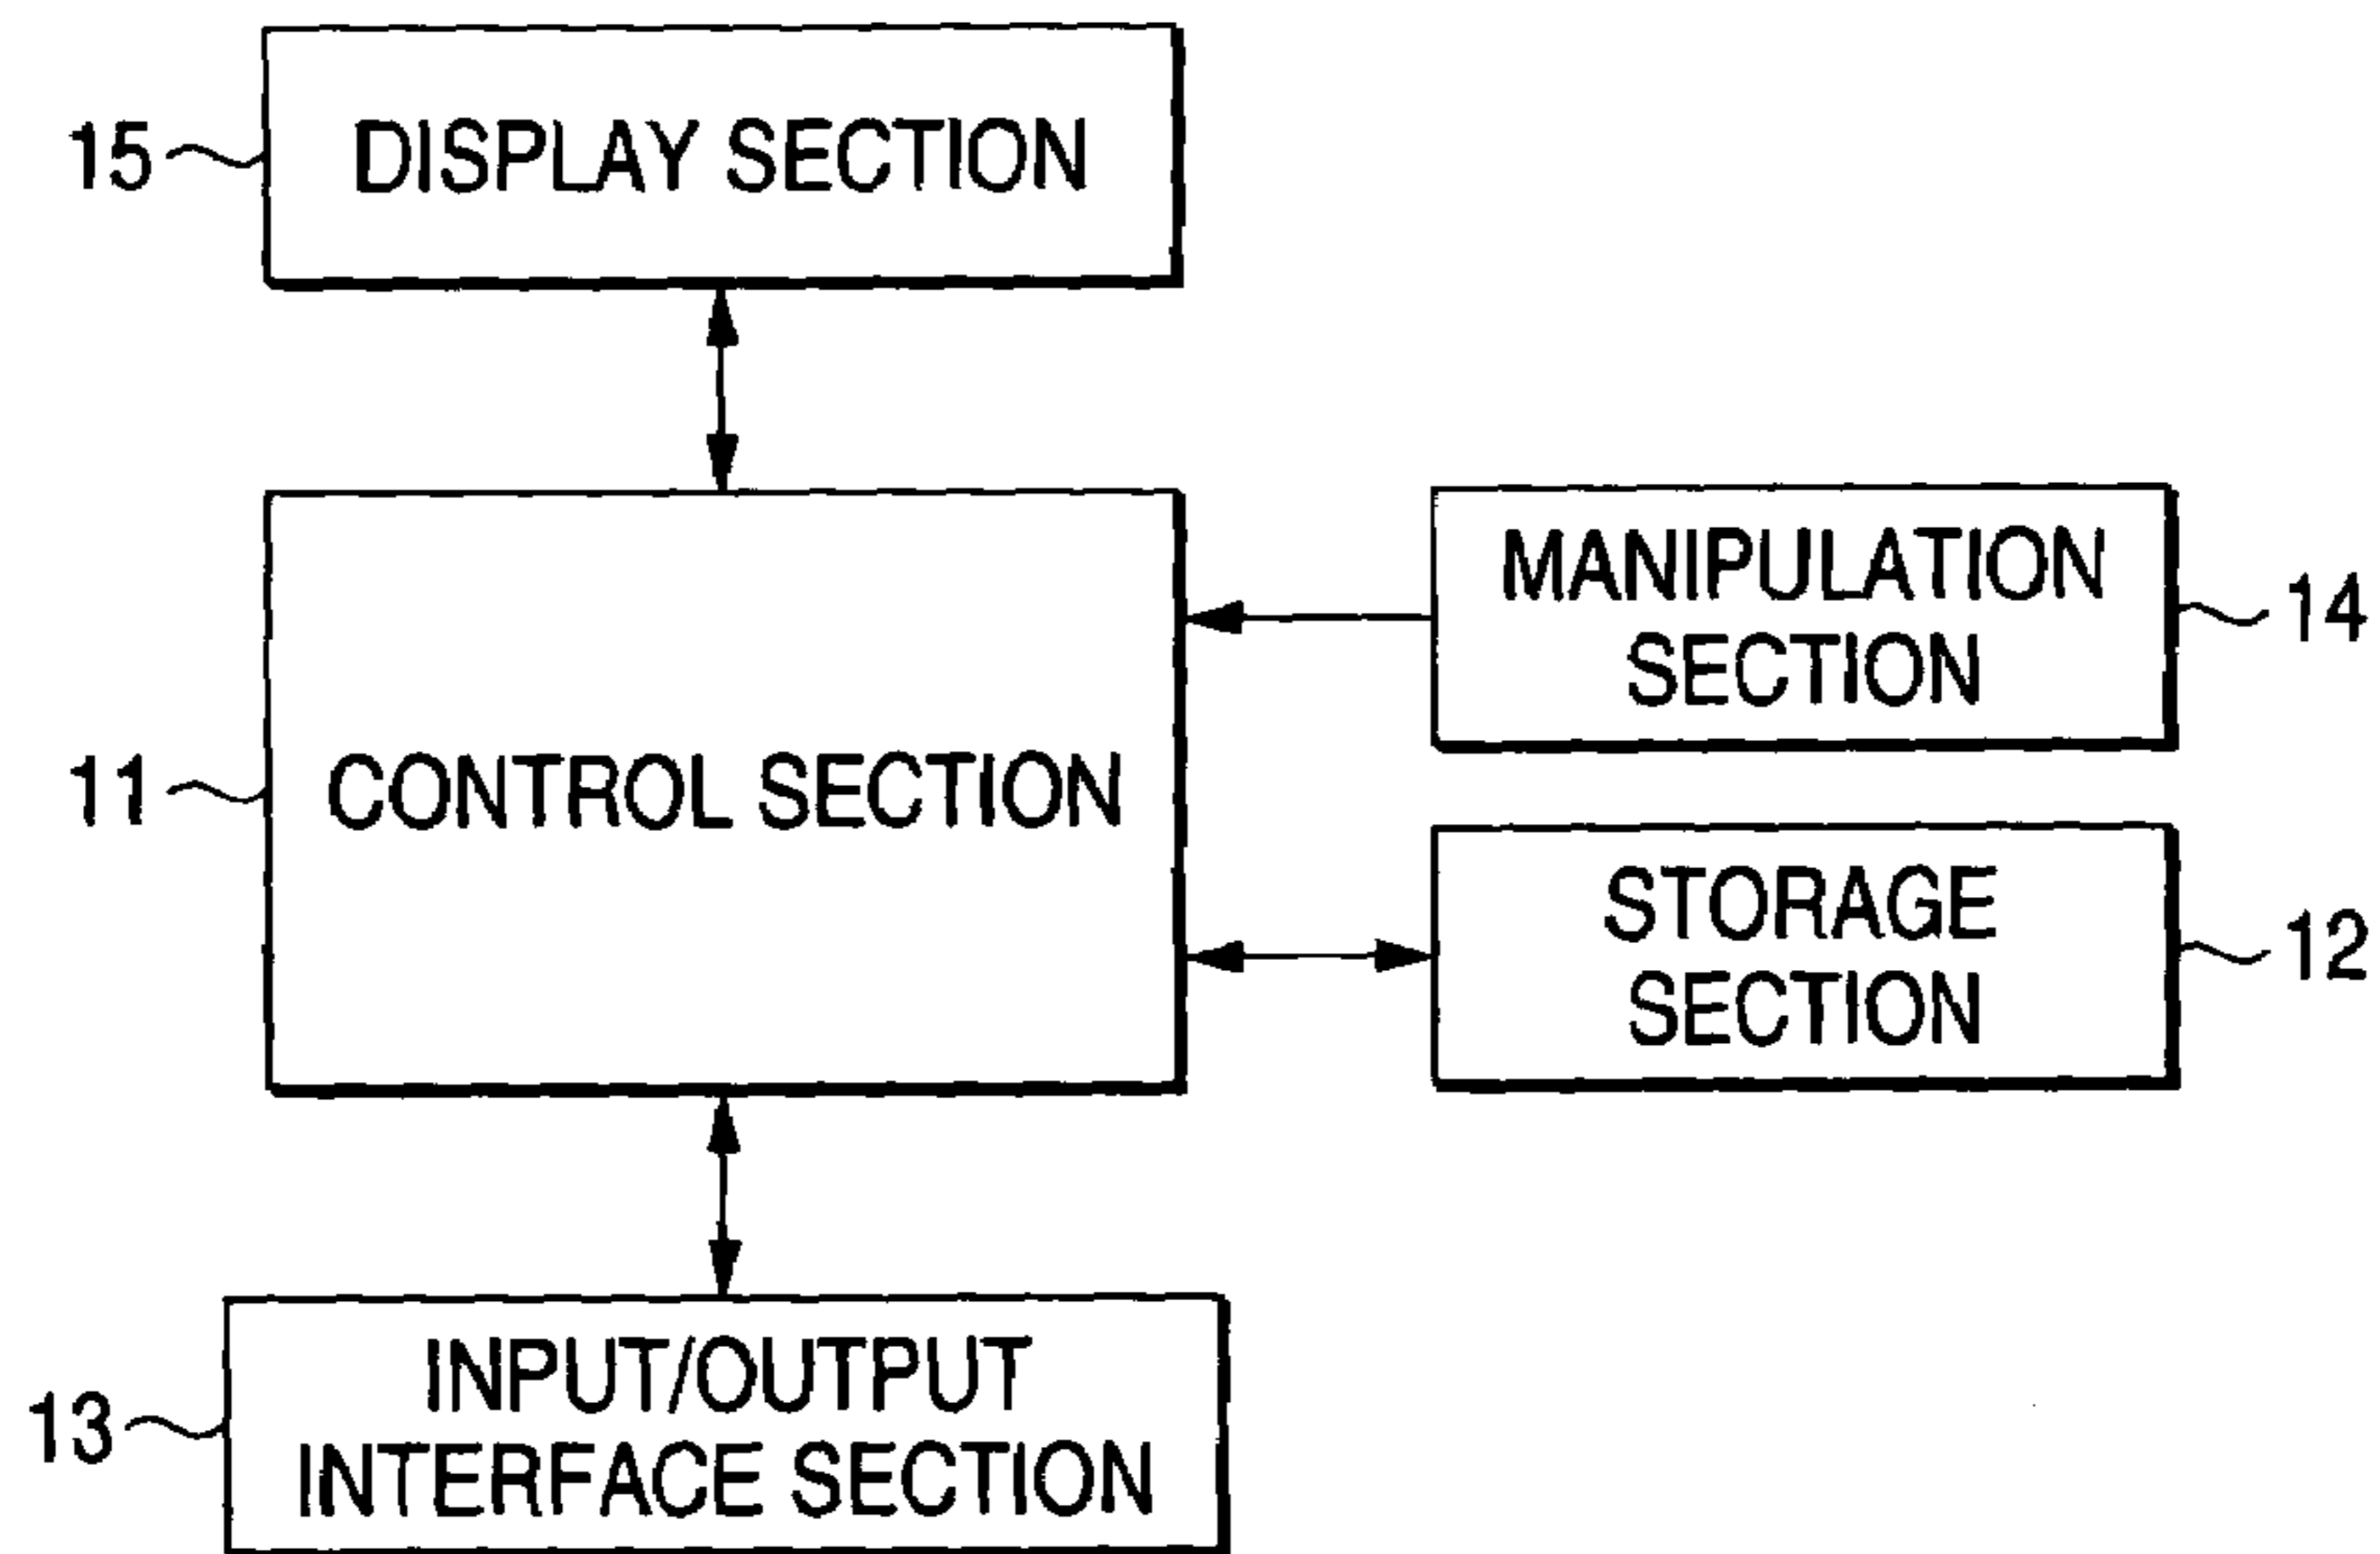 15
DISPLAY SECTION
MANIPULATION
SECTION
14
11
CONTROL SECTION
STORAGE
SECTION
12
13
INPUT/OUTPUT
INTERFACE SECTION